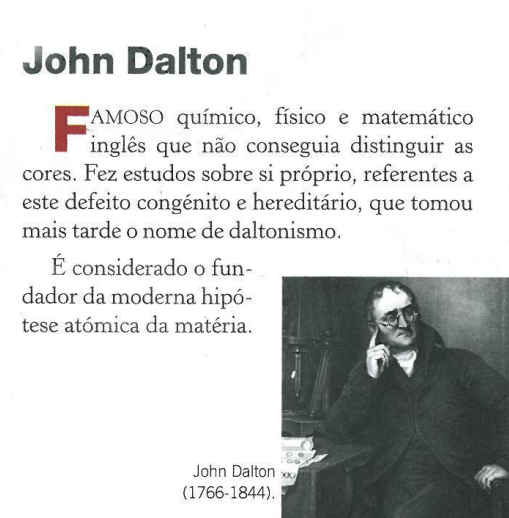 John Dalton
FAMOSO químico, físico e matemático
inglês que não conseguia distinguir as
cores. Fez estudos sobre si próprio, referentes a
este defeito congénito e hereditário, que tomou
mais tarde o nome de daltonismo.
É considerado o fun-
dador da moderna hipó-
tese atómica da matéria.
John Dalton
(1766-1844).